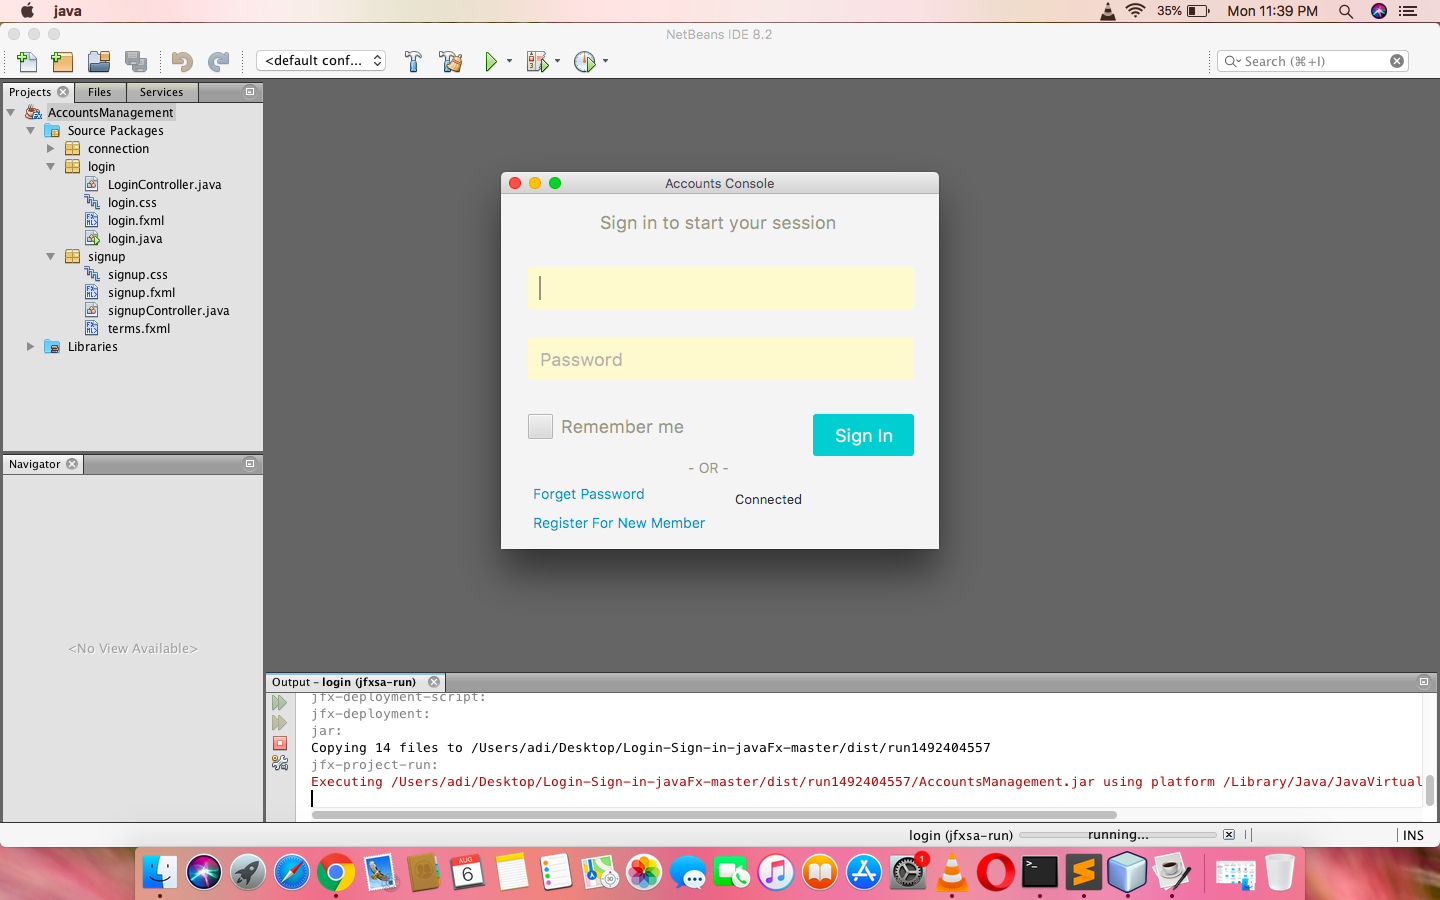 java
35%
Mon 11:39 PM
NetBeans IDE 8.2
<default conf...
Search (⌘+I)
Projects
Files
Services
AccountsManagement
Source Packages
connection
login
LoginController.java
login.css
login.fxml
login.java
signup
signup.css
signup.fxml
signupController.java
terms.fxml
Libraries
Navigator
<No View Available>
Accounts Console
Sign in to start your session
Password
Remember me
Sign In
- OR -
Forget Password
Connected
Register For New Member
Output - login (jfxsa-run)
jfx-deployment-script:
jfx-deployment:
jar:
Copying 14 files to /Users/adi/Desktop/Login-Sign-in-javaFx-master/dist/run1492404557
jfx-project-run:
Executing /Users/adi/Desktop/Login-Sign-in-javaFx-master/dist/run1492404557/AccountsManagement.jar using platform /Library/Java/JavaVirtual
login (jfxsa-run)
running...
INS
AUG
6
1